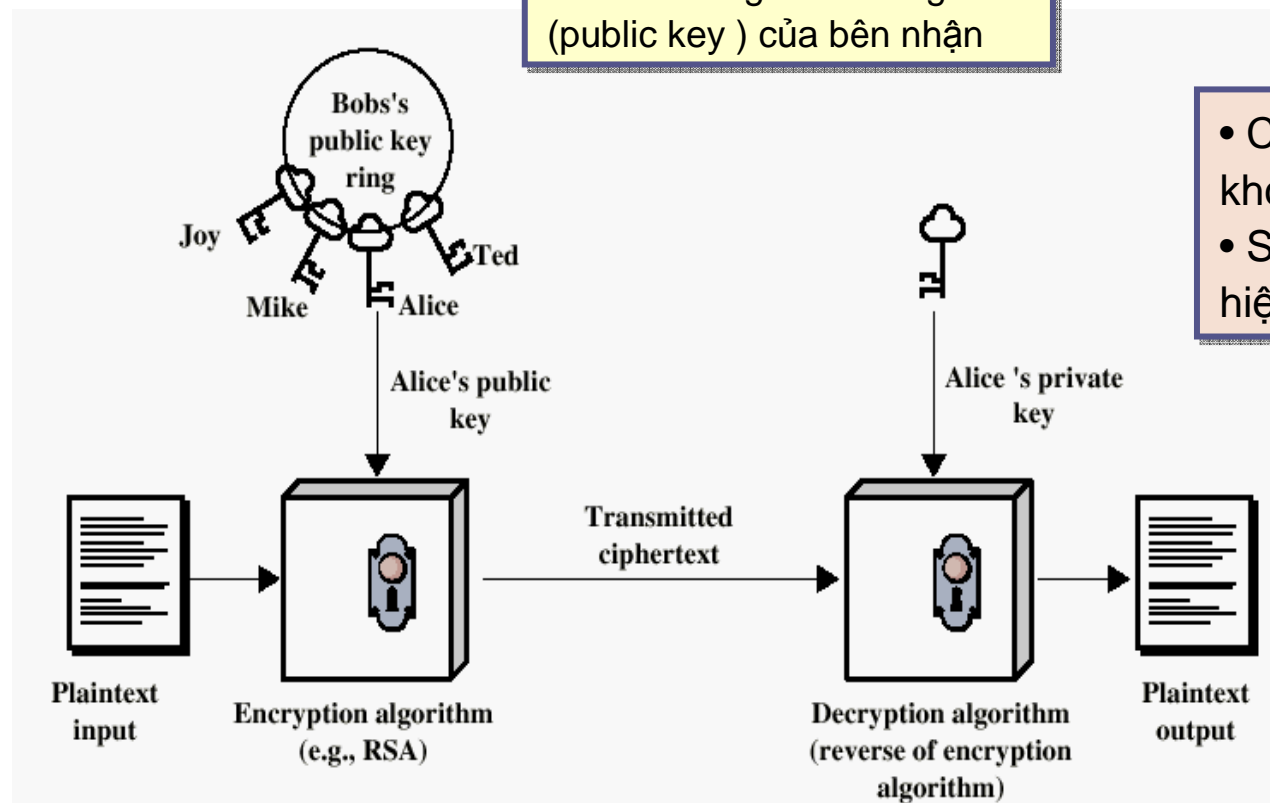 (public key ) của bên nhận
Bobs's
public key
ring
Joy
Mike
Alice
Ted
Alice's public
key
Alice 's private
key
Transmitted
ciphertext
Plaintext
input
Encryption algorithm
(e.g., RSA)
Decryption algorithm
(reverse of encryption
algorithm)
Plaintext
output